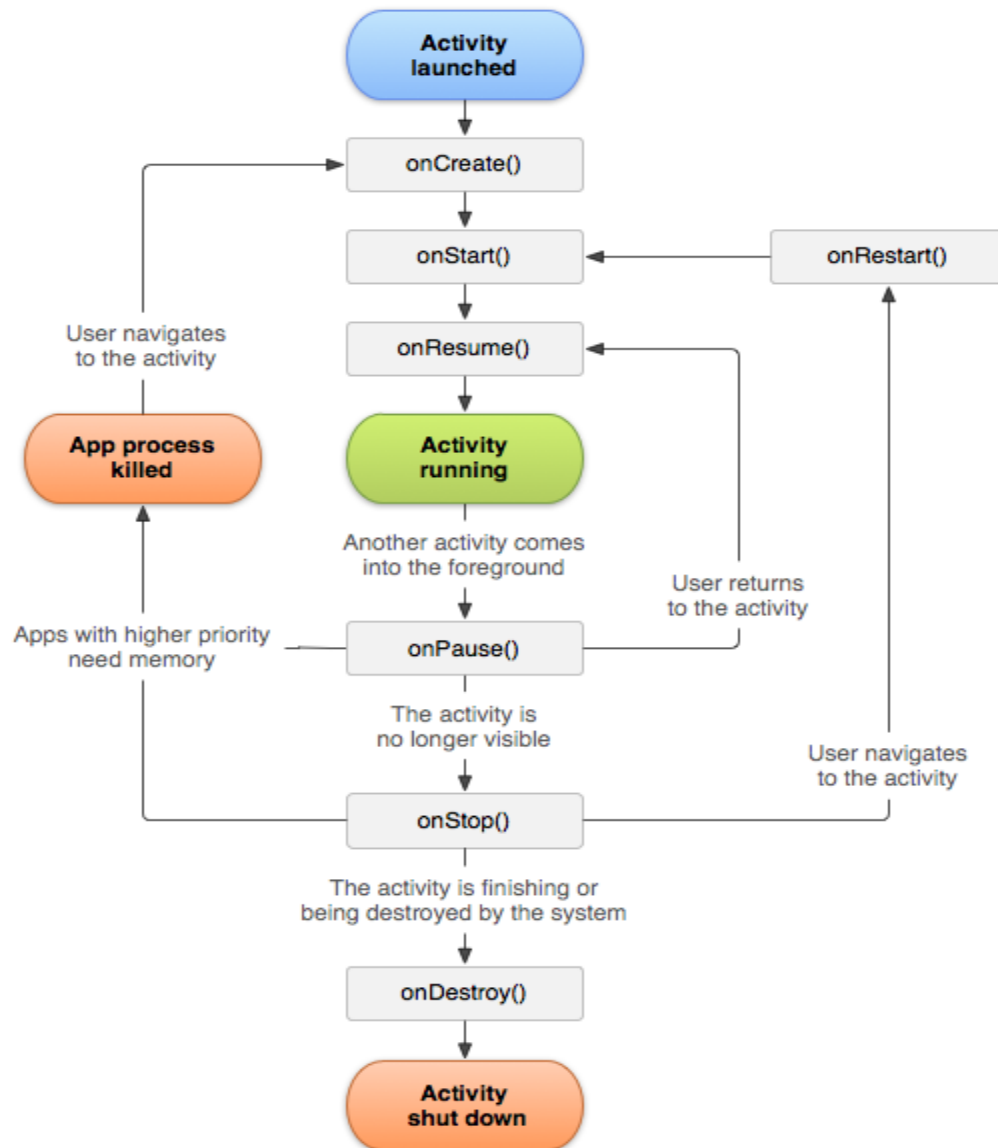 Activity
launched
onCreate()
onStart()
onRestart()
User navigates
to the activity
onResume()
App process
killed
Activity
running
Another activity comes
into the foreground
User returns
to the activity
Apps with higher priority
need memory
onPause()
The activity is
no longer visible
User navigates
to the activity
onStop()
The activity is finishing or
being destroyed by the system
onDestroy()
Activity
shut down